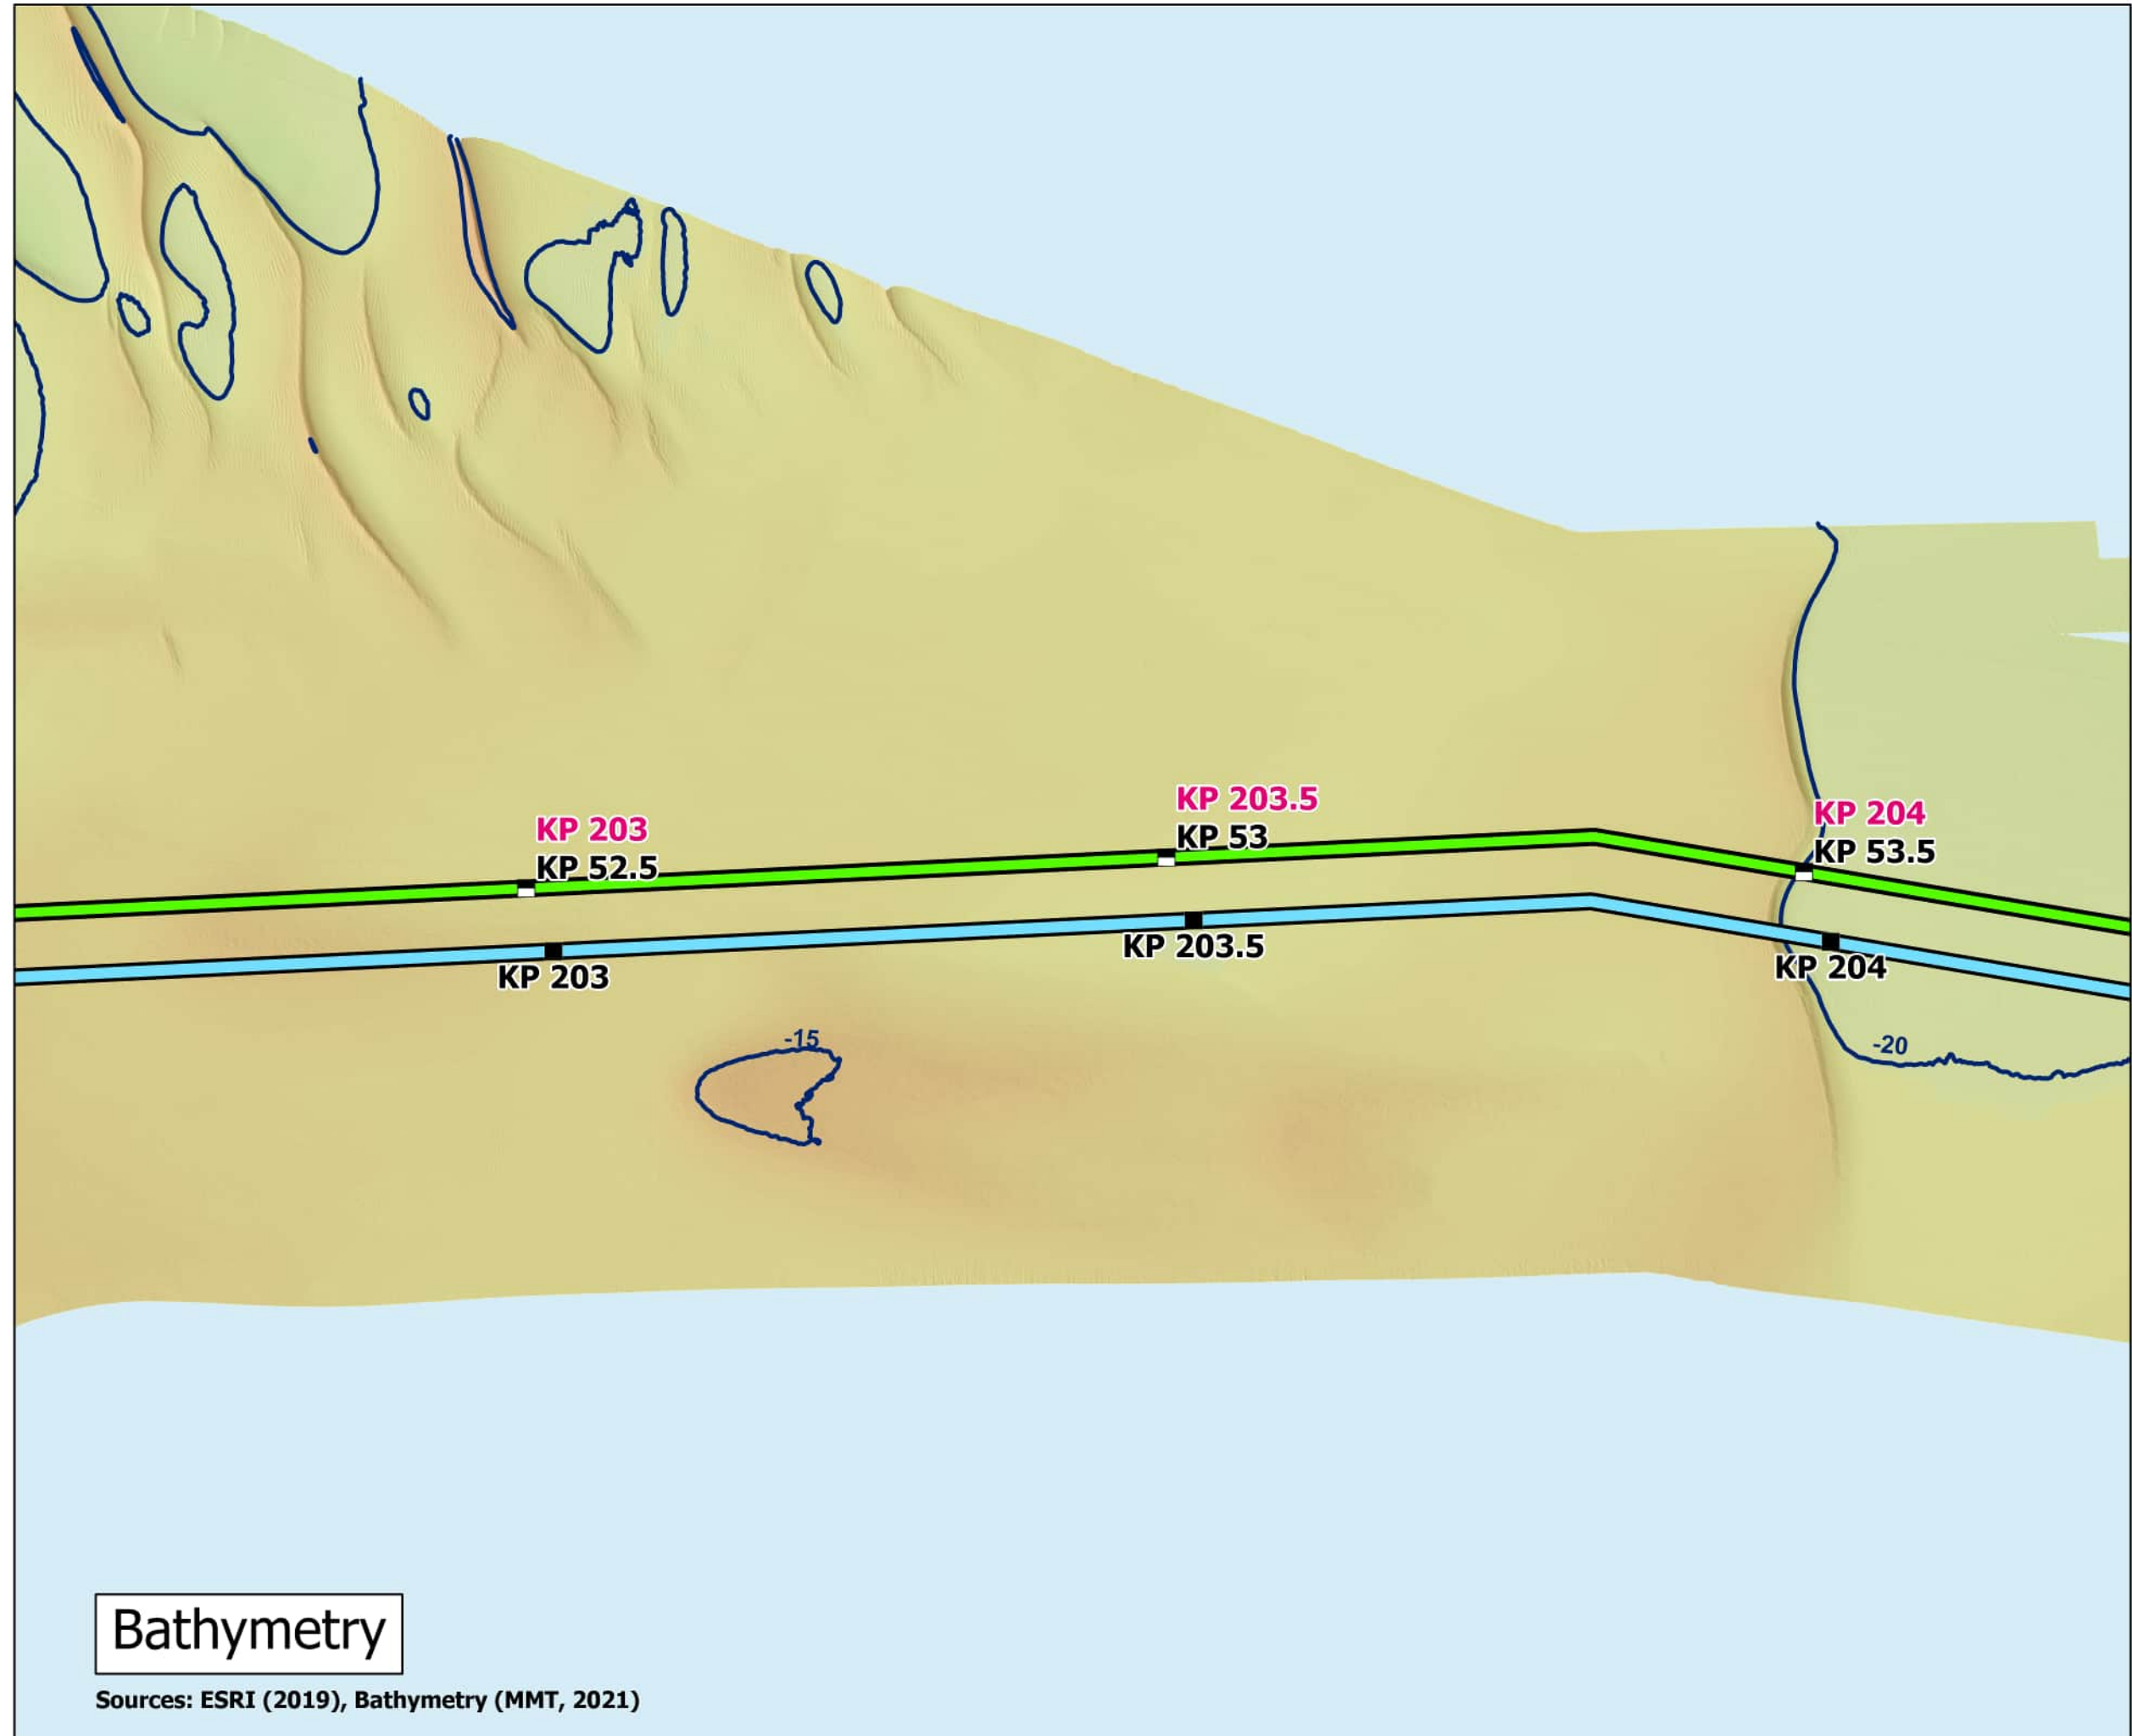 KP 203.5
KP 203
KP 204
KP 53
KP 53.5
KP 52.5
KP 203.5
KP 204
KP 203
-15
-20
Bathymetry
Sources: ESRI (2019), Bathymetry (MMT, 2021)